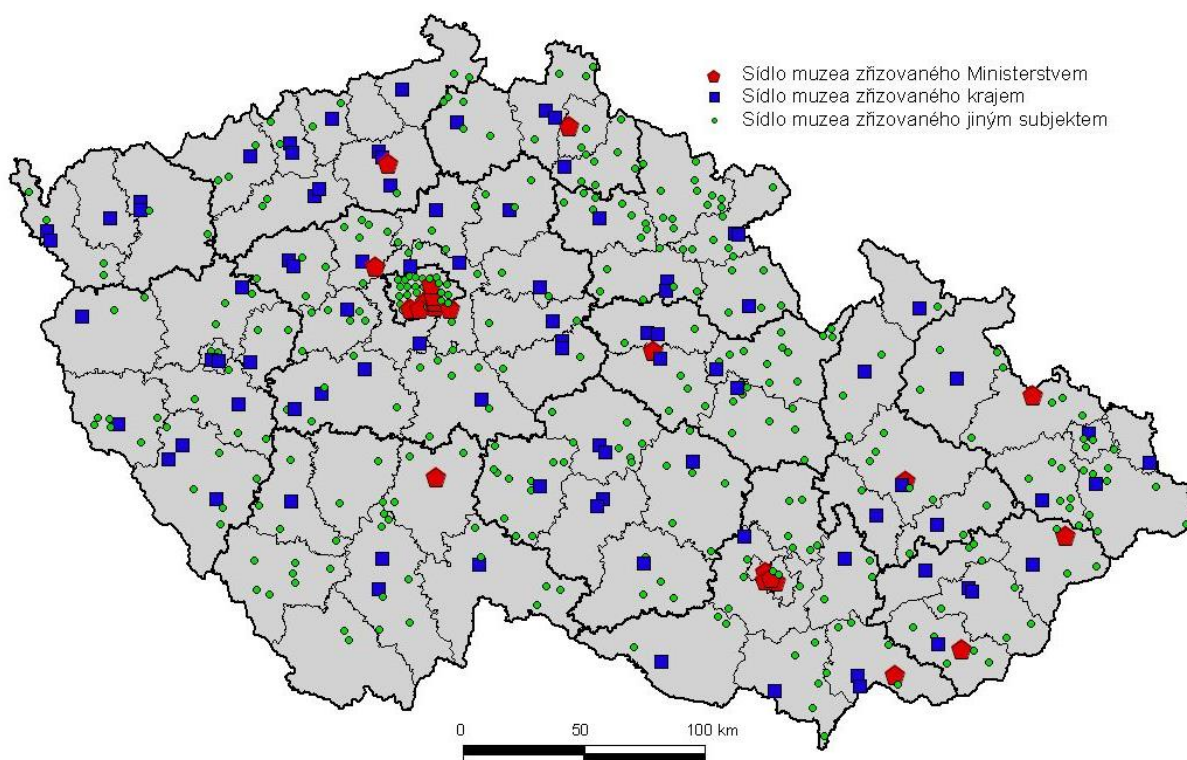 Sídlo muzea zřizovaného Ministerstvem
Sídlo muzea zřizovaného krajem
Sídlo muzea zřizovaného jiným subjektem
0 50 100 km